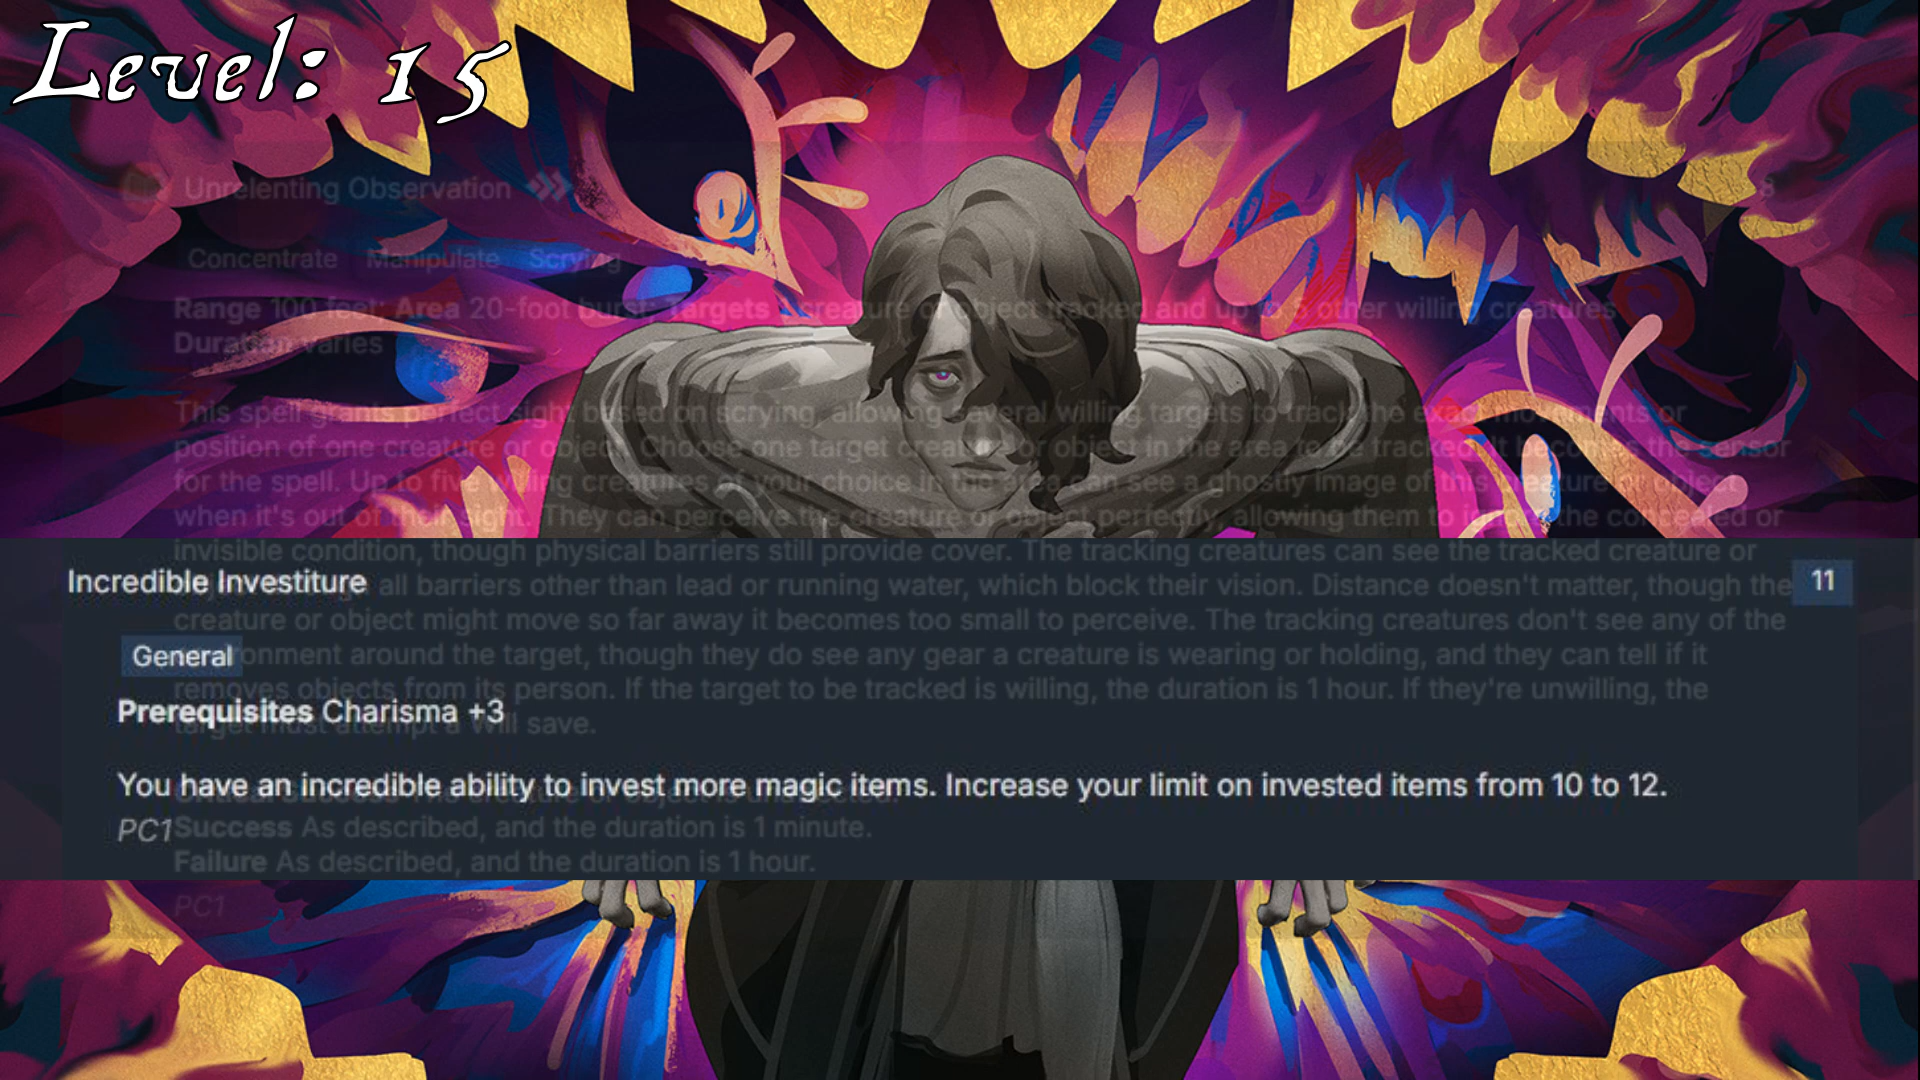 Level: 15
Unrelenting Observation
8
Concentrate Manipulate Scrying
Range 100 feet; Area 20-foot burst; Targets 1 creature or object tracked and up to 5 other willing creatures
Duration varies
This spell grants perfect sight based on scrying, allowing several willing targets to track the exact movements or
position of one creature or object. Choose one target creature or object in the area to be tracked. It becomes the sensor
for the spell. Up to five willing creatures of your choice in the area can see a ghostly image of this creature or object
when it's out of their sight. They can perceive the creature or object perfectly, allowing them to ignore the concealed or
invisible condition, though physical barriers still provide cover. The tracking creatures can see the tracked creature or
Incredible Investiture
all barriers other than lead or running water, which block their vision. Distance doesn't matter, though the
11
creature or object might move so far away it becomes too small to perceive. The tracking creatures don't see any of the
General
onment around the target, though they do see any gear a creature is wearing or holding, and they can tell if it
removes objects from its person. If the target to be tracked is willing, the duration is 1 hour. If they're unwilling, the
Prerequisites Charisma +3
target must attempt a Will save.
You have an incredible ability to invest more magic items. Increase your limit on invested items from 10 to 12.
PC1
Success As described, and the duration is 1 minute.
Failure As described, and the duration is 1 hour.
PC1